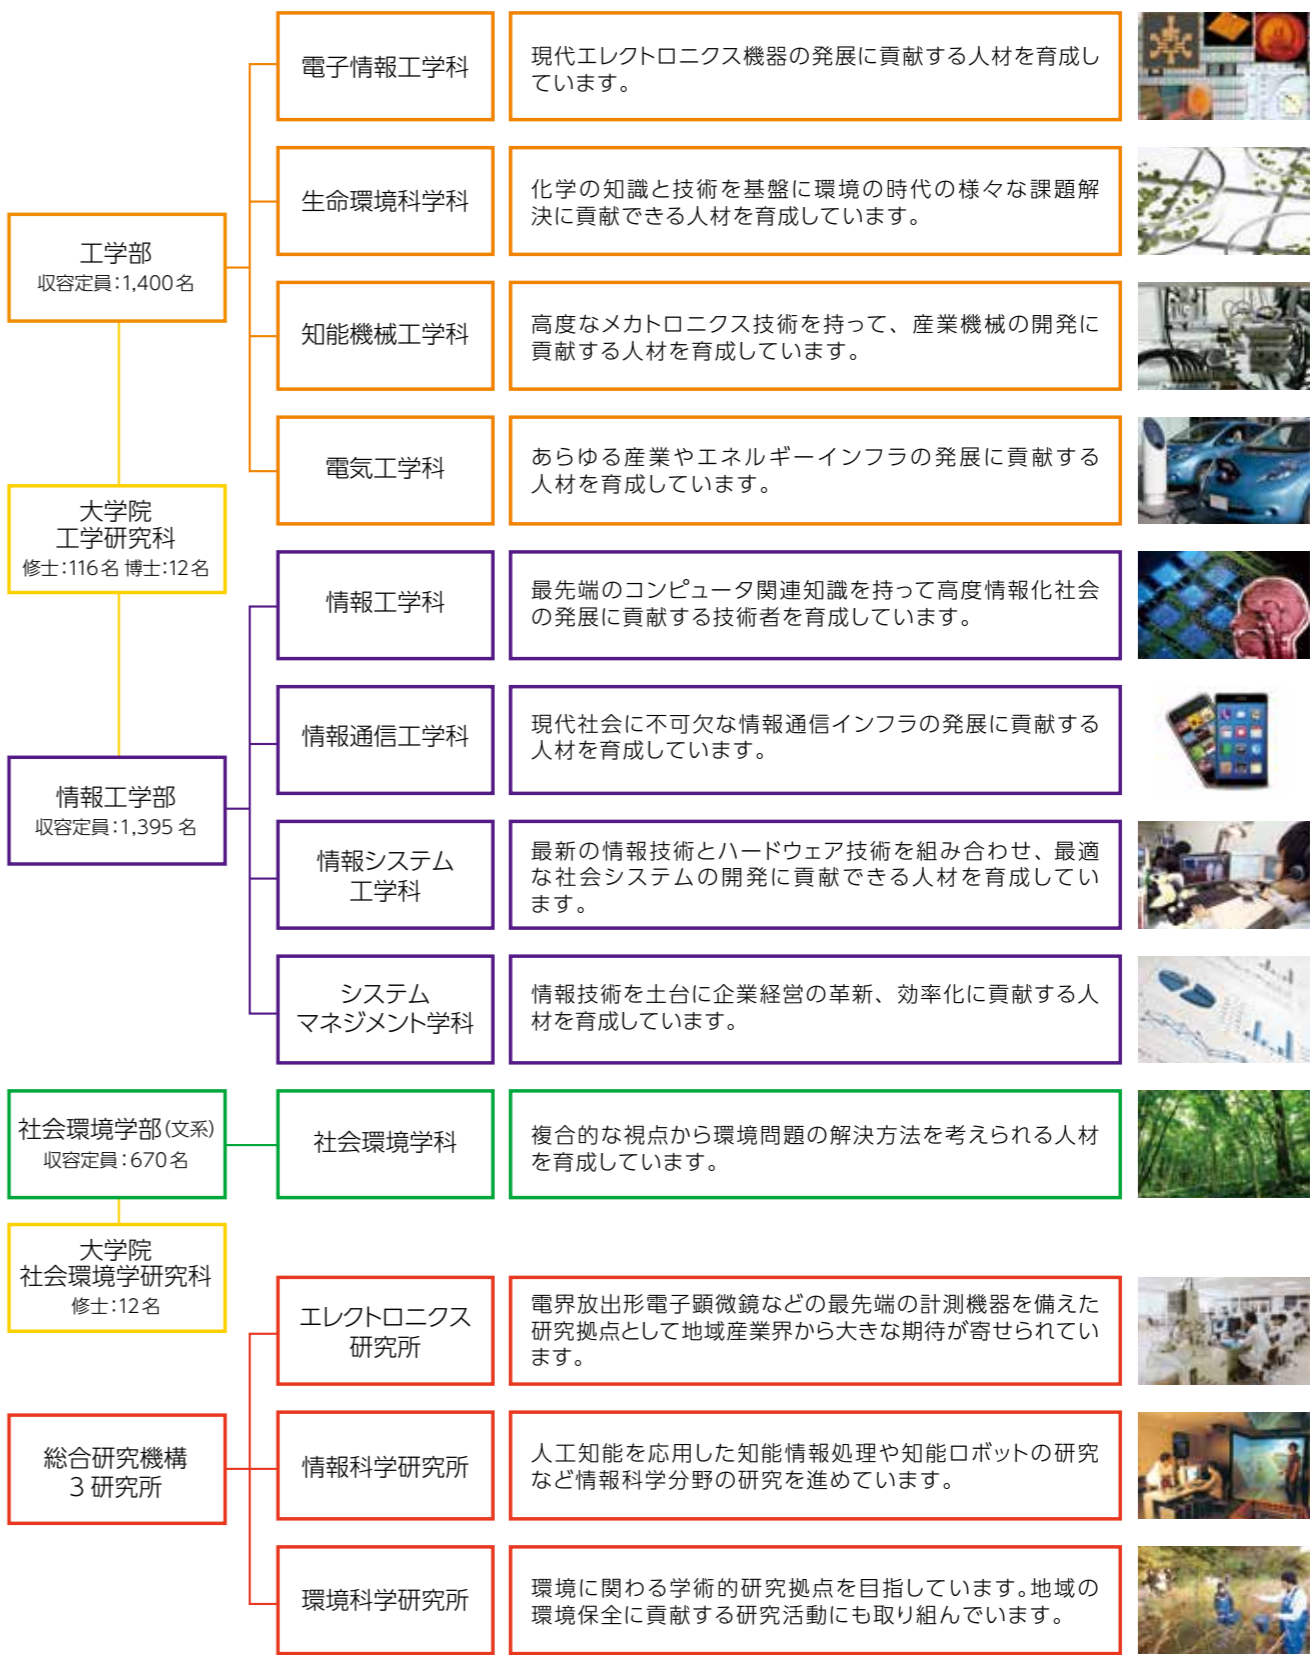 電子情報工学科
現代エレクトロニクス機器の発展に貢献する人材を育成し
ています。
生命環境科学科
化学の知識と技術を基盤に環境の時代の様々な課題解
決に貢献できる人材を育成しています。
工学部
収容定員:1,400名
知能機械工学科
高度なメカトロニクス技術を持って、産業機械の開発に
貢献する人材を育成しています。
電気工学科
あらゆる産業やエネルギーインフラの発展に貢献する
人材を育成しています。
大学院
工学研究科
修士:116名 博士:12名
情報工学科
最先端のコンピュータ関連知識を持って高度情報化社会
の発展に貢献する技術者を育成しています。
情報通信工学科
現代社会に不可欠な情報通信インフラの発展に貢献する
人材を育成しています。
情報工学部
収容定員:1,395 名
情報システム
工学科
最新の情報技術とハードウェア技術を組み合わせ、最適
な社会システムの開発に貢献できる人材を育成してい
ます。
システム
マネジメント学科
情報技術を土台に企業経営の革新、効率化に貢献する人
材を育成しています。
社会環境学部(文系)
収容定員:670名
社会環境学科
複合的な視点から環境問題の解決方法を考えられる人材
を育成しています。
大学院
社会環境学研究科
修士:12名
エレクトロニクス
研究所
電界放出形電子顕微鏡などの最先端の計測機器を備えた
研究拠点として地域産業界から大きな期待が寄せられてい
ます。
総合研究機構
3 研究所
情報科学研究所
人工知能を応用した知能情報処理や知能ロボットの研究
など情報科学分野の研究を進めています。
環境科学研究所
環境に関わる学術的研究拠点を目指しています。地域の
環境保全に貢献する研究活動にも取り組んでいます。